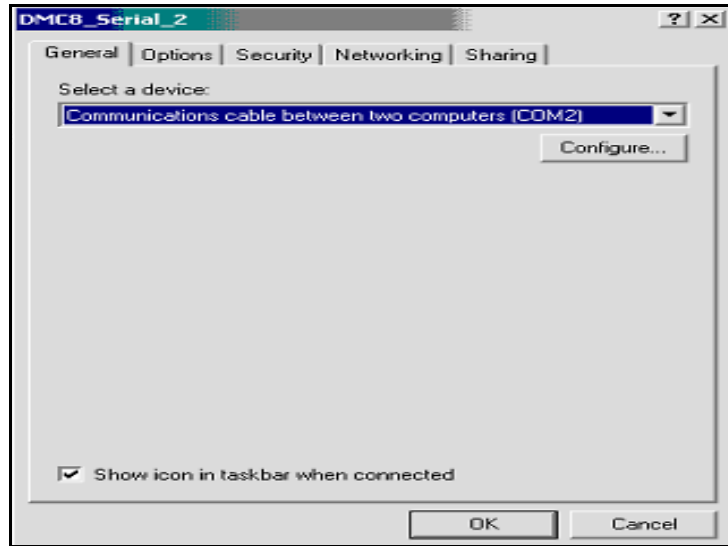 DMC8_Serial_2
General Options Security Networking Sharing
Select a device:
Communications cable between two computers (COM2)
Configure...
Show icon in taskbar when connected
OK Cancel